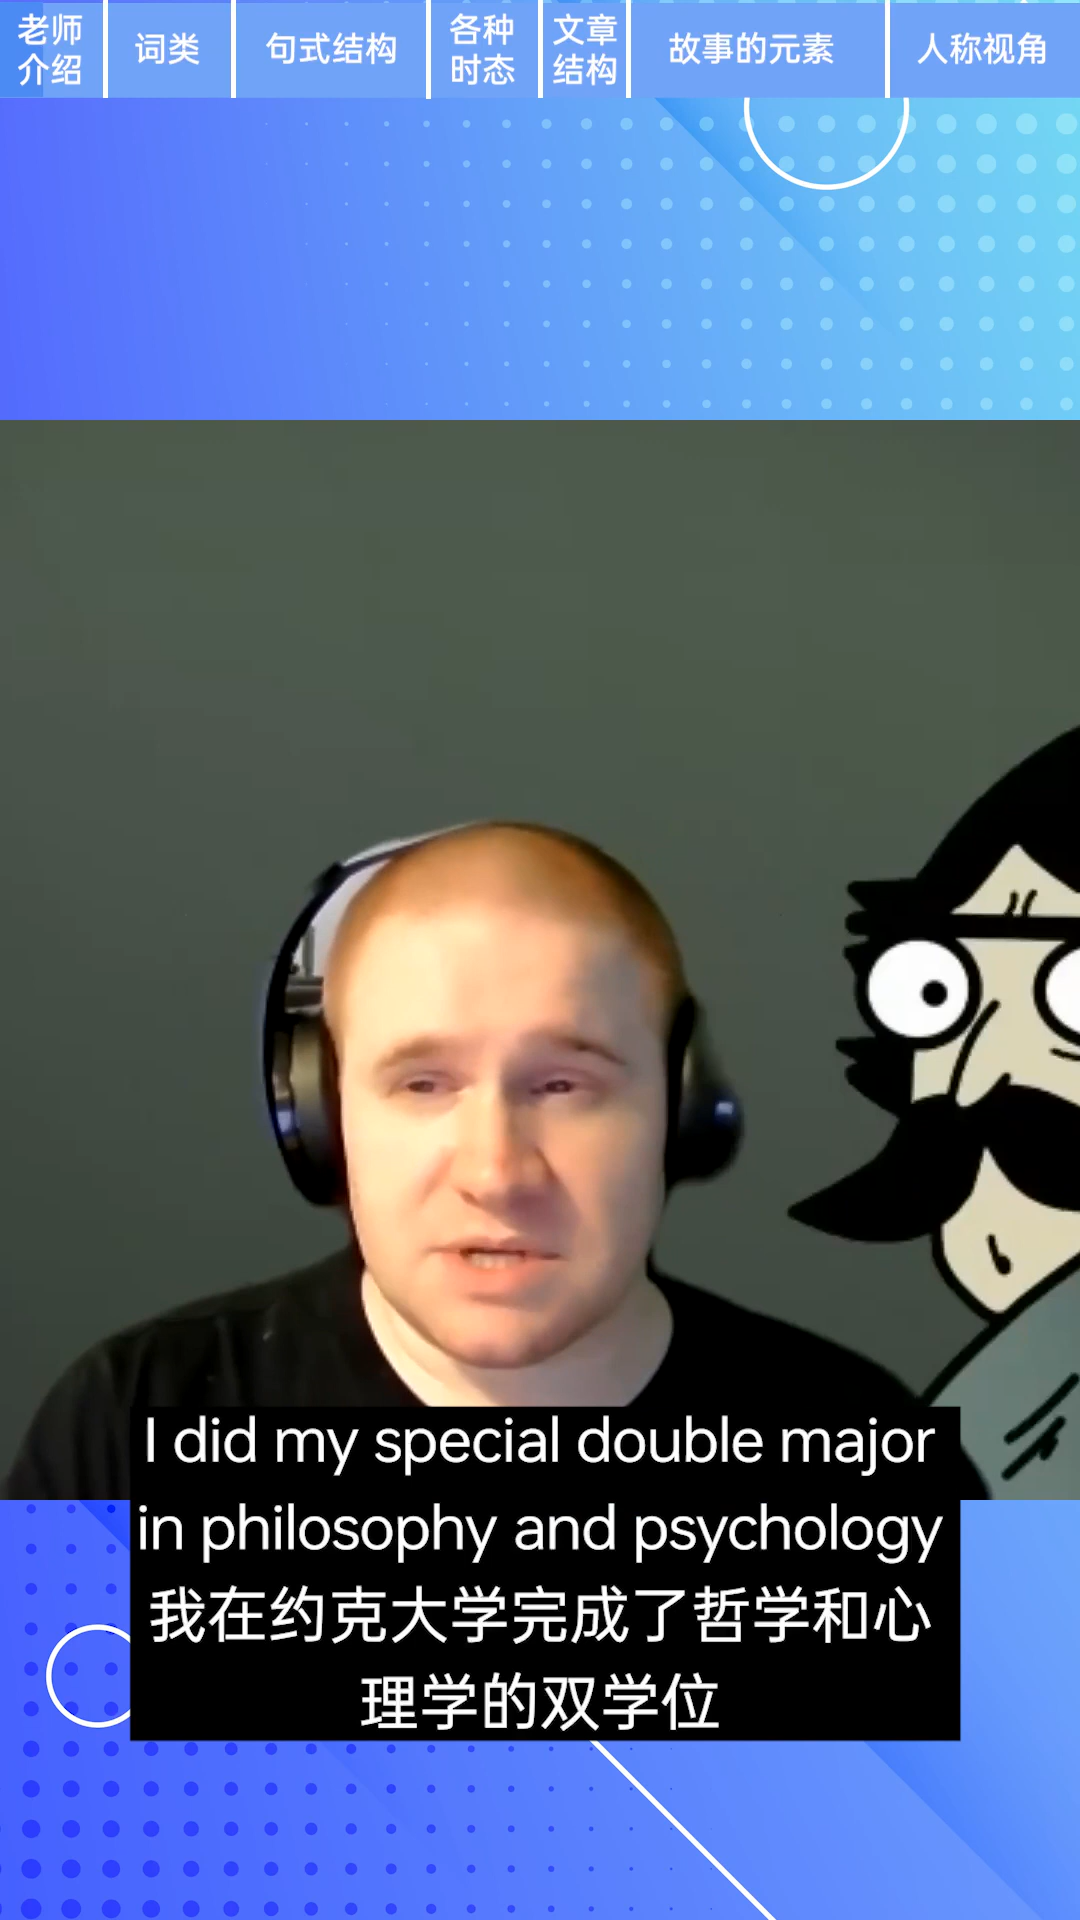 老师
介绍
词类
句式结构
各种
时态
文章
结构
故事的元素
人称视角
I did my special double major
in philosophy and psychology
我在约克大学完成了哲学和心
理学的双学位